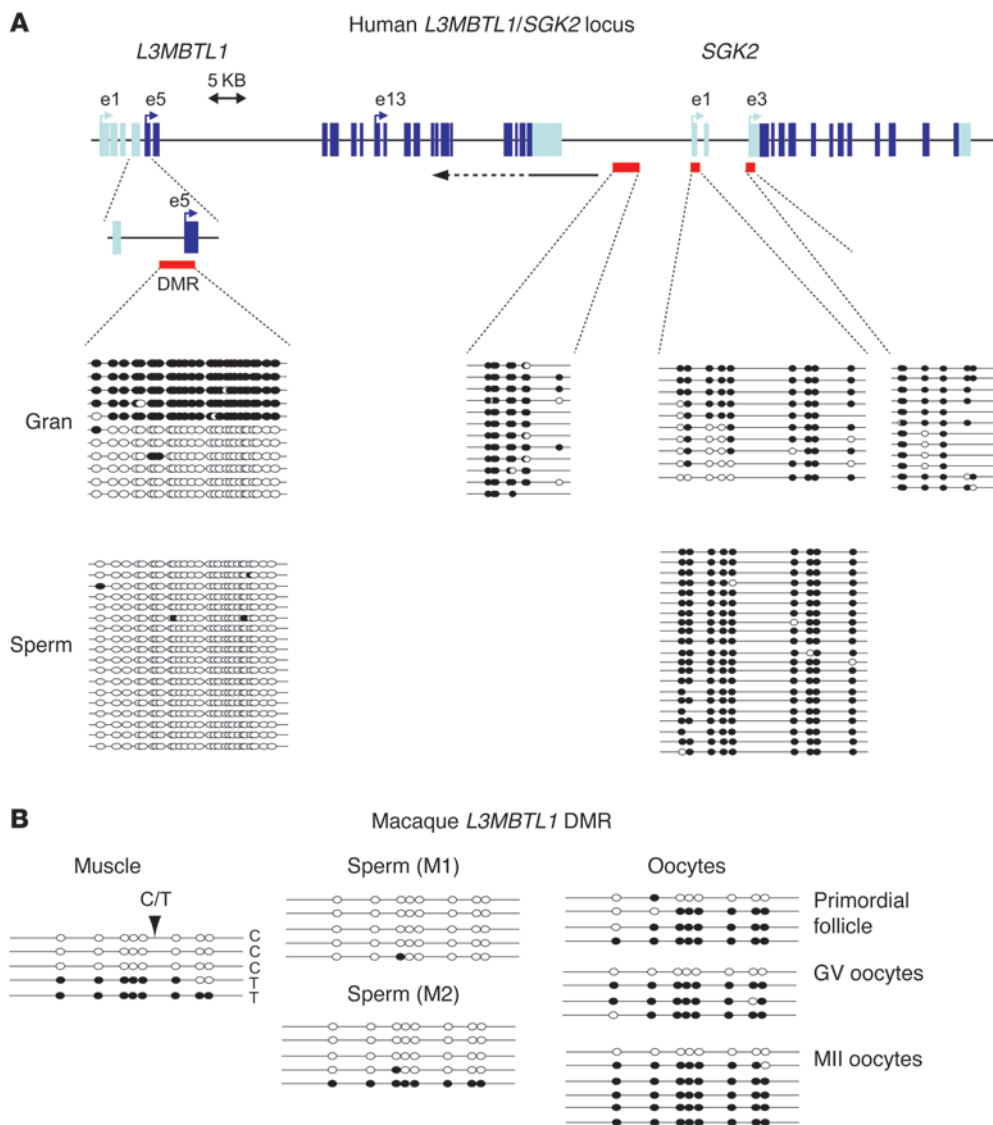 A
Human L3MBTL1/SGK2 locus
L3MBTL1
SGK2
5 KB
e1
e5
e13
e1
e3
e5
DMR
Gran
Sperm
B
Macaque L3MBTL1 DMR
Muscle
Sperm (M1)
Oocytes
C/T
C
C
C
T
T
Primordial
follicle
Sperm (M2)
GV oocytes
MII oocytes